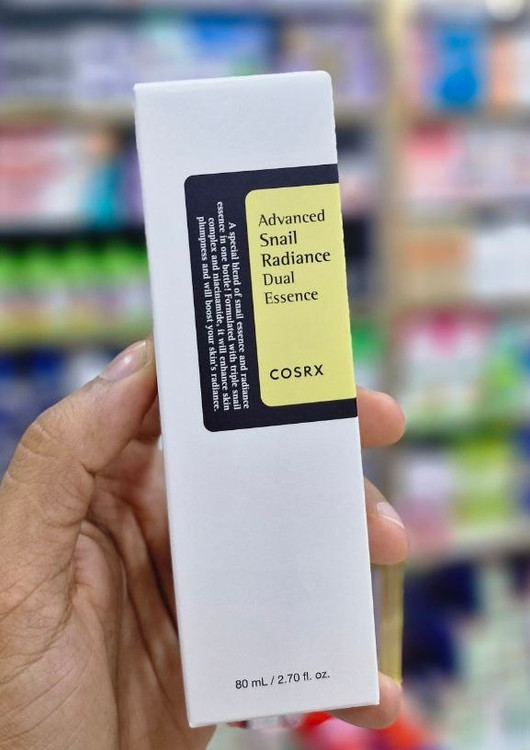 Advanced
Snail
Radiance
Dual
Essence
COSRX
A special blend of snail essence and radiance
essence in one bottle! Formulated with triple snail
complex and niacinamide, it will enhance skin
plumpness and will boost your skin's radiance.
80 mL / 2.70 fl. oz.